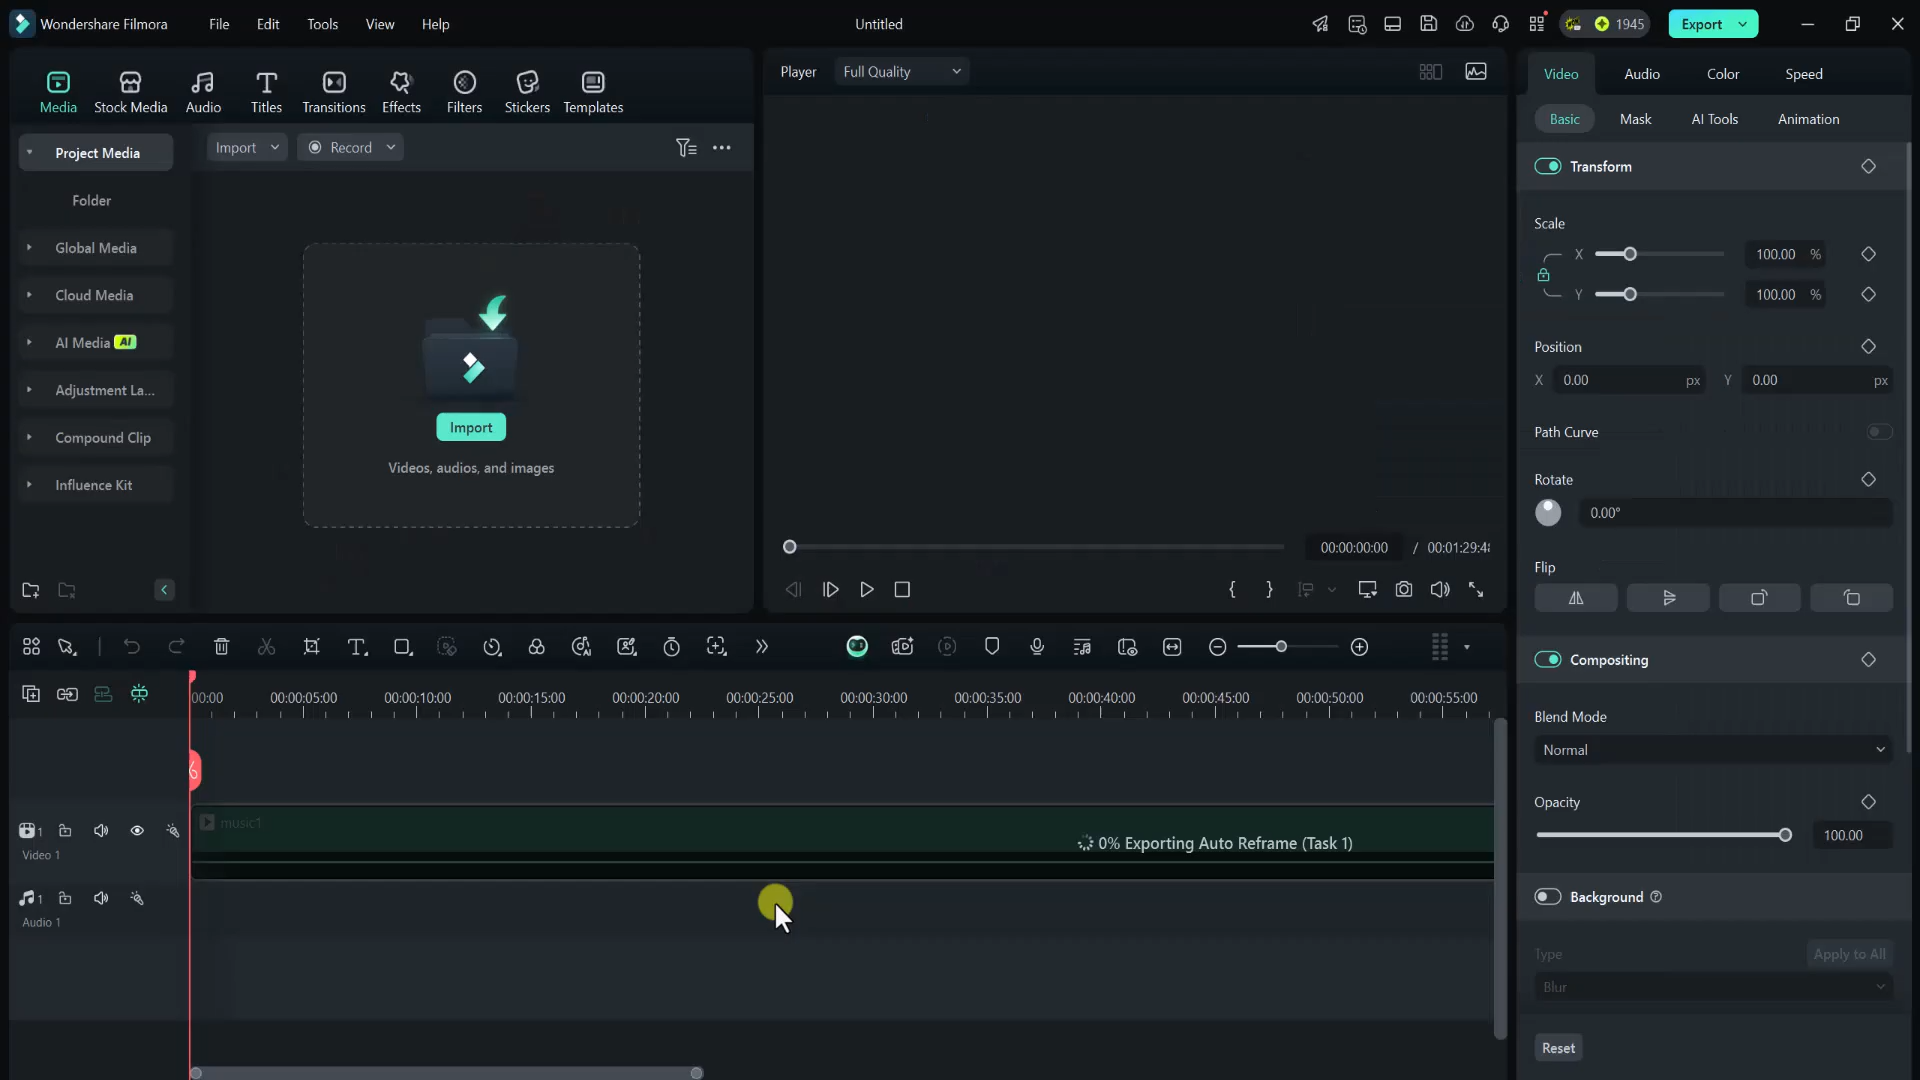 Wondershare Filmora File Edit Tools View Help Untitled 1945 Export
Media Stock Media Audio Titles Transitions Effects Filters Stickers Templates
Player Full Quality
Video Audio Color Speed
Basic Mask AI Tools Animation
Project Media
Import Record
Folder
Global Media
Cloud Media
AI Media AI
Adjustment La...
Compound Clip
Influence Kit
Import
Videos, audios, and images
00:00:00:00 / 00:01:29:48
Transform
Scale
X 100.00 %
Y 100.00 %
Position
X 0.00 px Y 0.00 px
Path Curve
Rotate
0.00°
Flip
Compositing
Blend Mode
Normal
Opacity
100.00
Background
Type Apply to All
Blur
Reset
00:00 00:00:05:00 00:00:10:00 00:00:15:00 00:00:20:00 00:00:25:00 00:00:30:00 00:00:35:00 00:00:40:00 00:00:45:00 00:00:50:00 00:00:55:00
music1
0% Exporting Auto Reframe (Task 1)
1
Video 1
1
Audio 1